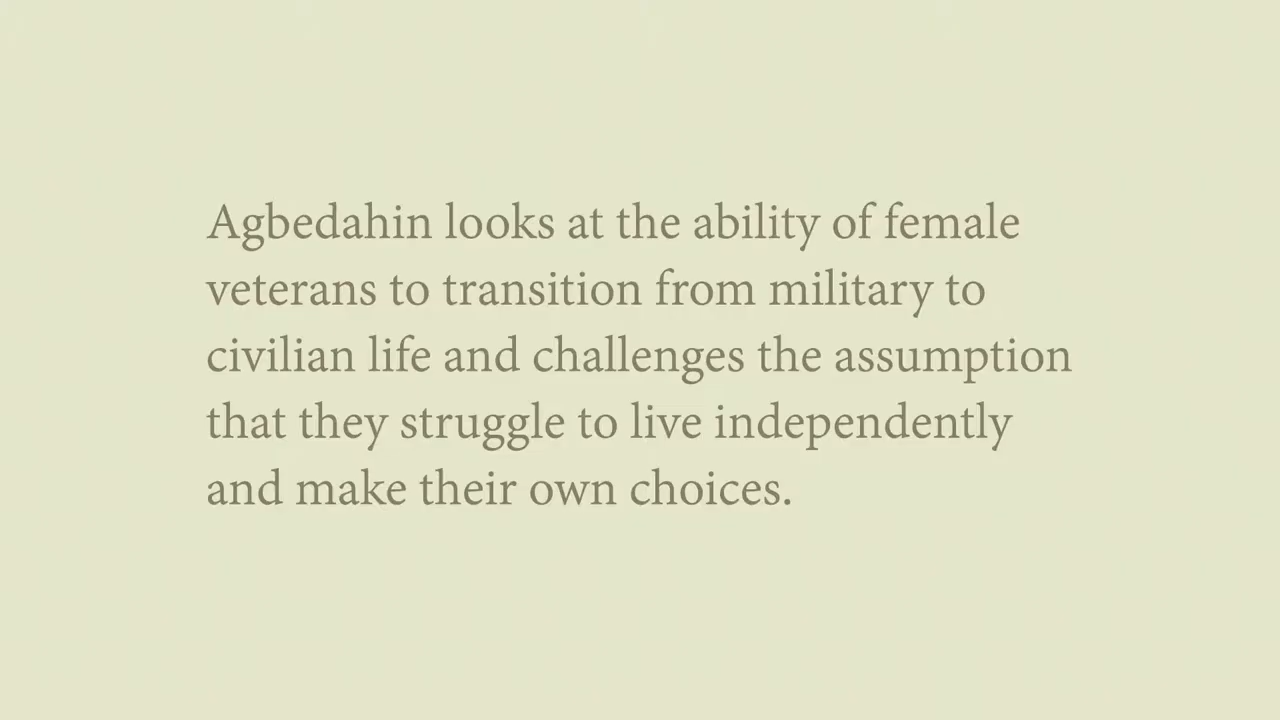 Agbedahin looks at the ability of female
veterans to transition from military to
civilian life and challenges the assumption
that they struggle to live independently
and make their own choices.